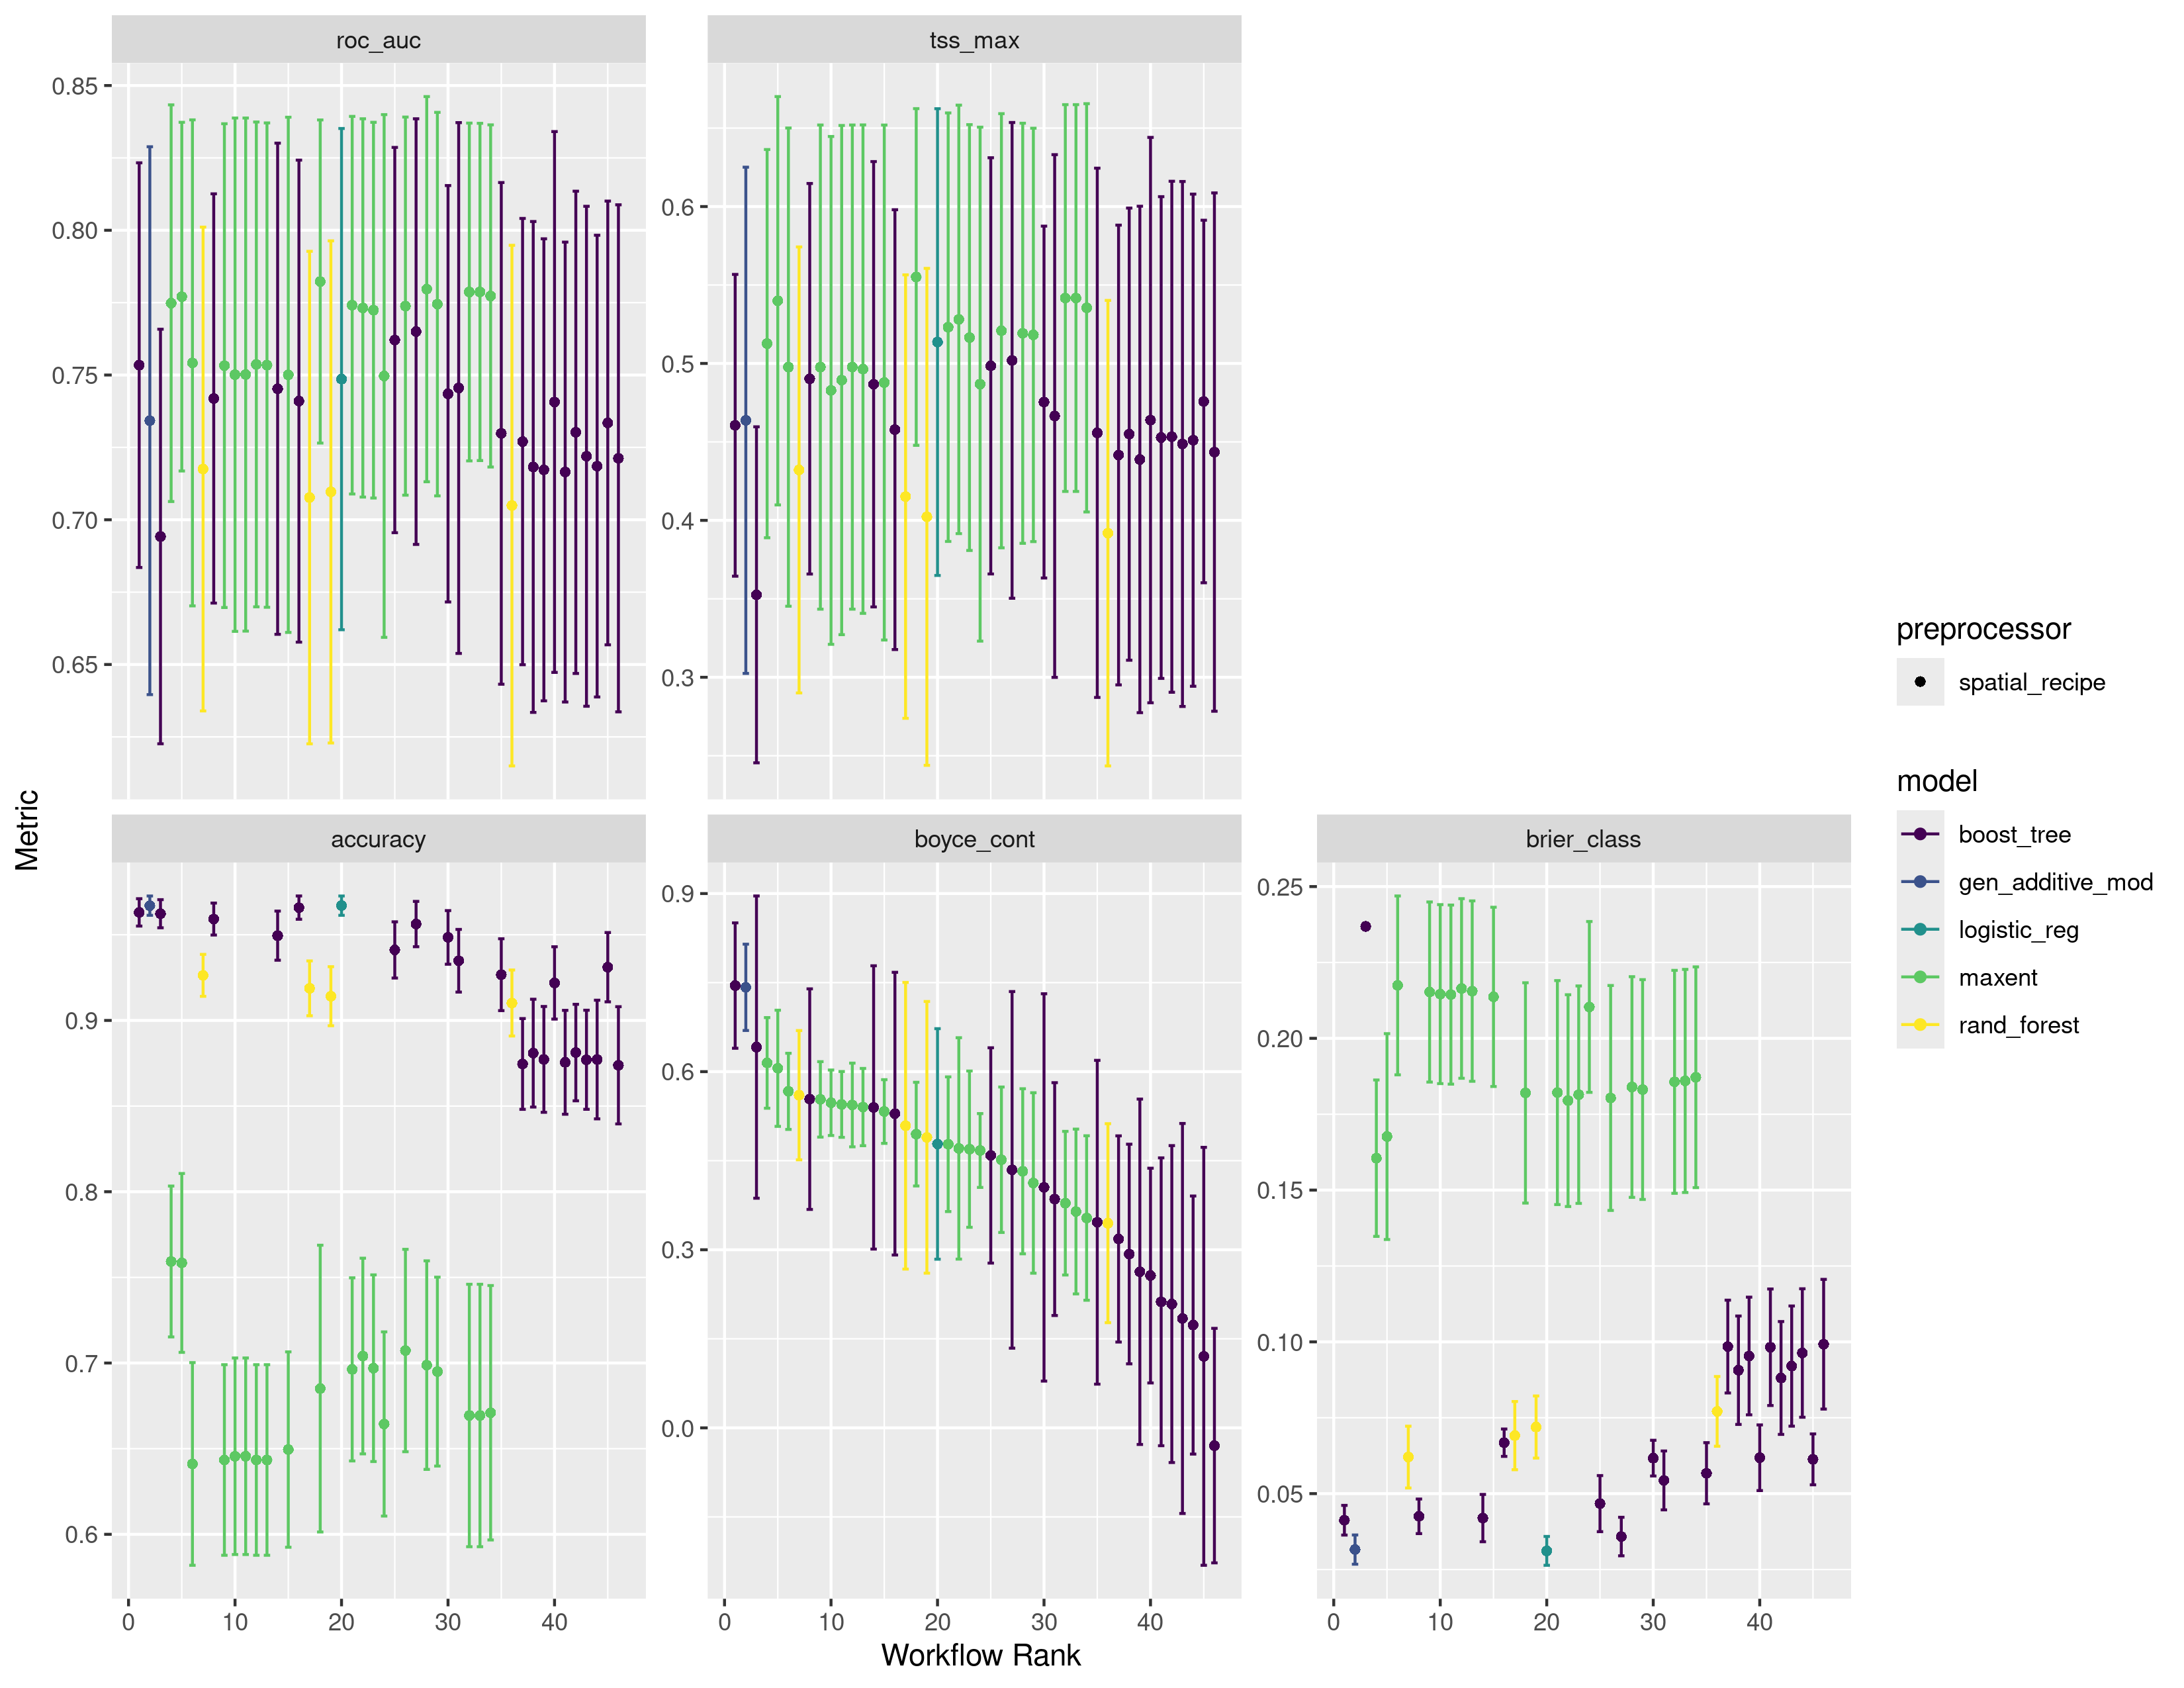 roc_auc
tss_max
0.85
0.80
0.75
0.70
0.65
0.6
0.5
0.4
0.3
Metric
accuracy
boyce_cont
brier_class
0.9
0.8
0.7
0.6
0.9
0.6
0.3
0.0
0.25
0.20
0.15
0.10
0.05
0 10 20 30 40
0 10 20 30 40
0 10 20 30 40
Workflow Rank
preprocessor
spatial_recipe
model
boost_tree
gen_additive_mod
logistic_reg
maxent
rand_forest